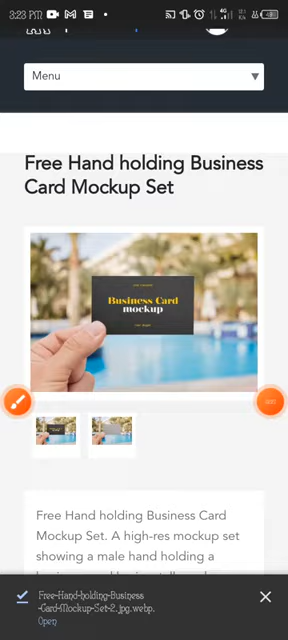 3:23 PM
Menu
Free Hand holding Business
Card Mockup Set
Business Card
mockup
Free Hand holding Business Card
Mockup Set. A high-res mockup set
showing a male hand holding a
Free-Hand-holding-Business
-Card-Mockup-Set-2.jpg.webp.
Open